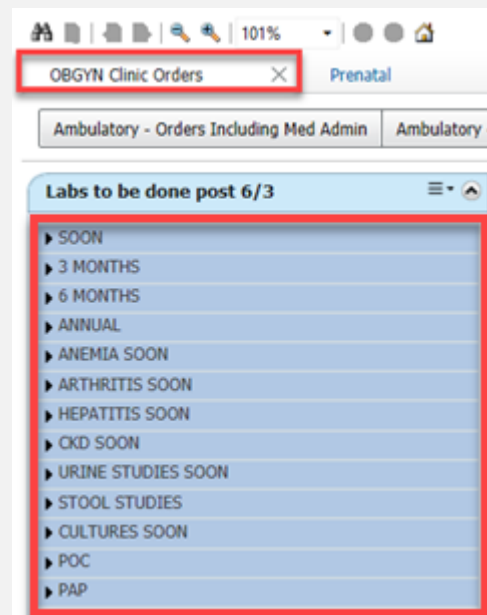 101%
OBGYN Clinic Orders Prenatal
Ambulatory - Orders Including Med Admin Ambulatory
Labs to be done post 6/3
SOON
3 MONTHS
6 MONTHS
ANNUAL
ANEMIA SOON
ARTHRITIS SOON
HEPATITIS SOON
CKD SOON
URINE STUDIES SOON
STOOL STUDIES
CULTURES SOON
POC
PAP